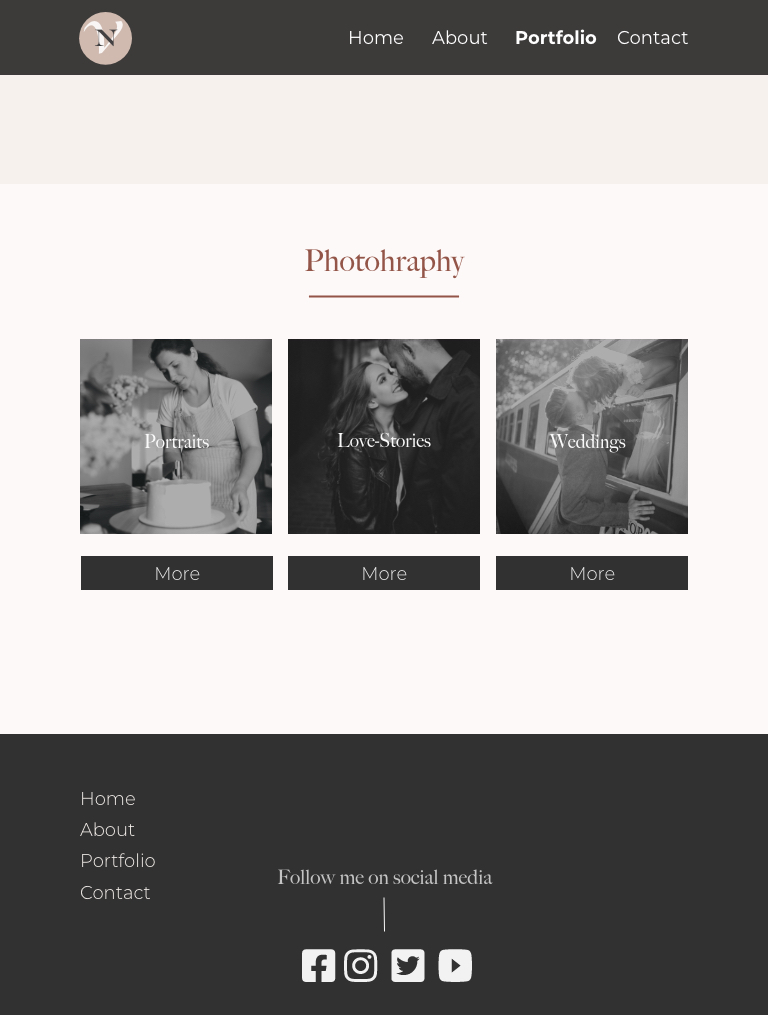 N
Home About Portfolio Contact
Photohraphy
Portraits Love-Stories Weddings
More More More
Home
About
Portfolio
Contact
Follow me on social media